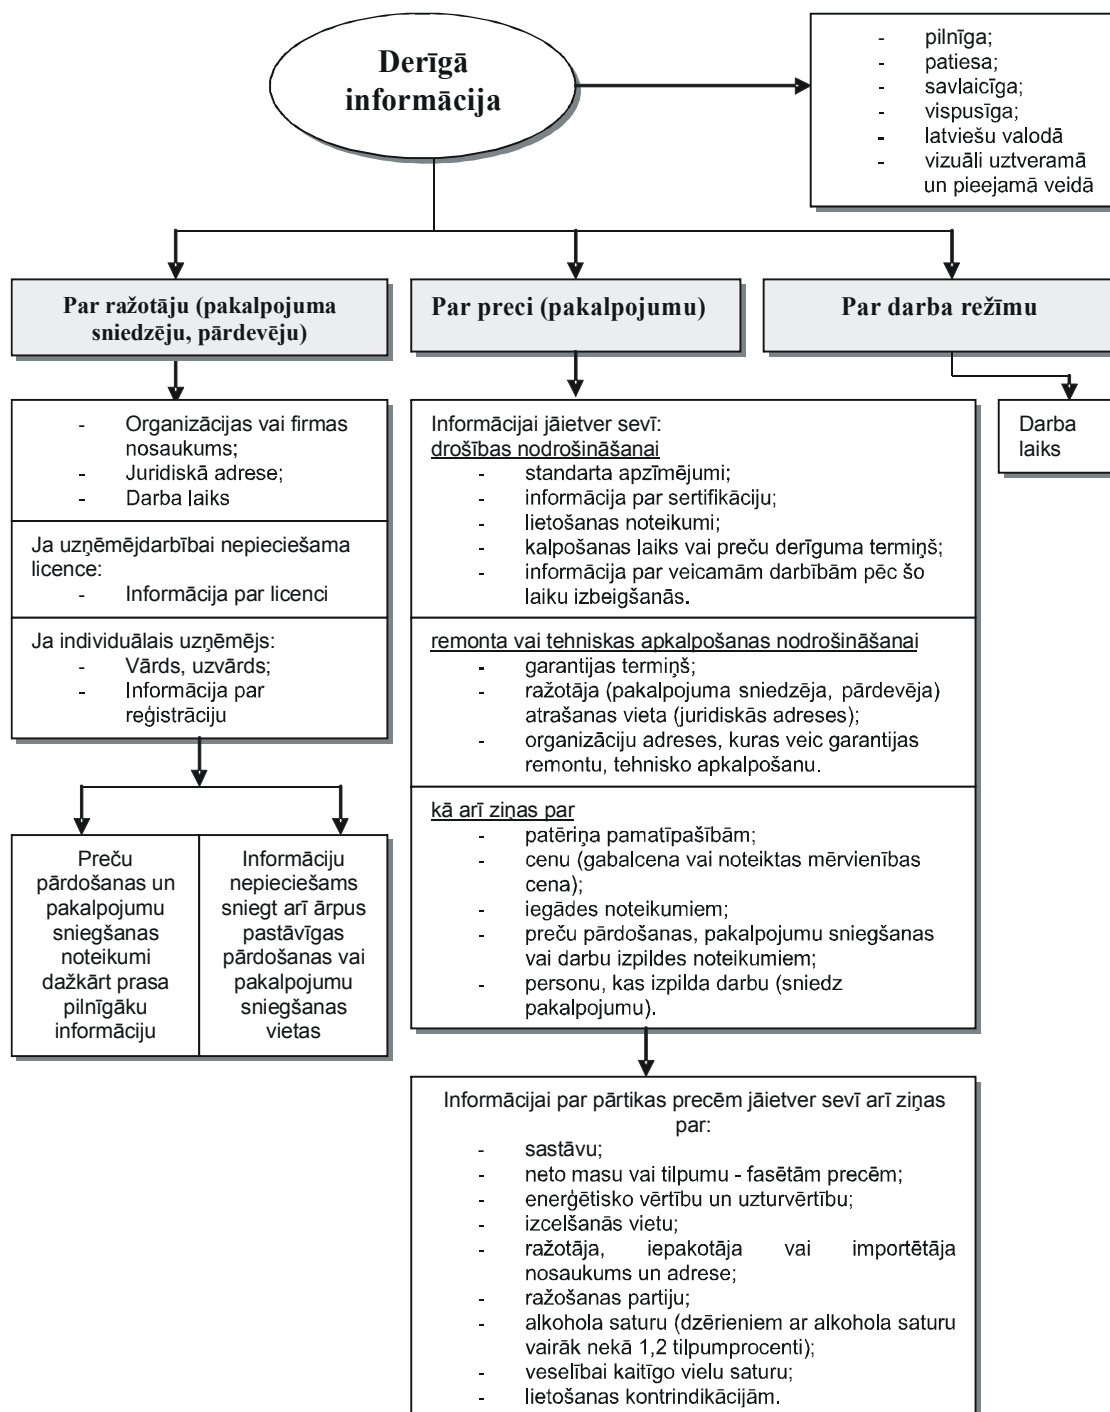 Derīgā
informācija
- pilnīga;
- patiesa;
- savlaicīga;
- vispusīga;
- latviešu valodā
- vizuāli uztveramā
un pieejamā veidā
Par ražotāju (pakalpojuma
sniedzēju, pārdevēju)
Par preci (pakalpojumu)
Par darba režīmu
- Organizācijas vai firmas
nosaukums;
- Juridiskā adrese;
- Darba laiks
Ja uzņēmējdarbībai nepieciešama
licence:
- Informācija par licenci
Ja individuālais uzņēmējs:
- Vārds, uzvārds;
- Informācija par
reģistrāciju
Preču
pārdošanas un
pakalpojumu
sniegšanas
noteikumi
dažkārt prasa
pilnīgāku
informāciju
Informāciju
nepieciešams
sniegt arī ārpus
pastāvīgas
pārdošanas vai
pakalpojumu
sniegšanas
vietas
Informācijai jāietver sevī:
drošības nodrošināšanai
- standarta apzīmējumi;
- informācija par sertifikāciju;
- lietošanas noteikumi;
- kalpošanas laiks vai preču derīguma termiņš;
- informācija par veicamām darbībām pēc šo
laiku izbeigšanās.
remonta vai tehniskas apkalpošanas nodrošināšanai
- garantijas termiņš;
- ražotāja (pakalpojuma sniedzēja, pārdevēja)
atrašanas vieta (juridiskās adreses);
- organizāciju adreses, kuras veic garantijas
remontu, tehnisko apkalpošanu.
kā arī ziņas par
- patēriņa pamatīpašībām;
- cenu (gabalcena vai noteiktas mērvienības
cena);
- iegādes noteikumiem;
- preču pārdošanas, pakalpojumu sniegšanas
vai darbu izpildes noteikumiem;
- personu, kas izpilda darbu (sniedz
pakalpojumu).
Darba
laiks
Informācijai par pārtikas precēm jāietver sevī arī ziņas
par:
- sastāvu;
- neto masu vai tilpumu - fasētām precēm;
- enerģētisko vērtību un uzturvērtību;
- izcelšanās vietu;
- ražotāja, iepakotāja vai importētāja
nosaukums un adrese;
- ražošanas partiju;
- alkohola saturu (dzērieniem ar alkohola saturu
vairāk nekā 1,2 tilpumprocenti);
- veselībai kaitīgo vielu saturu;
- lietošanas kontrindikācijām.